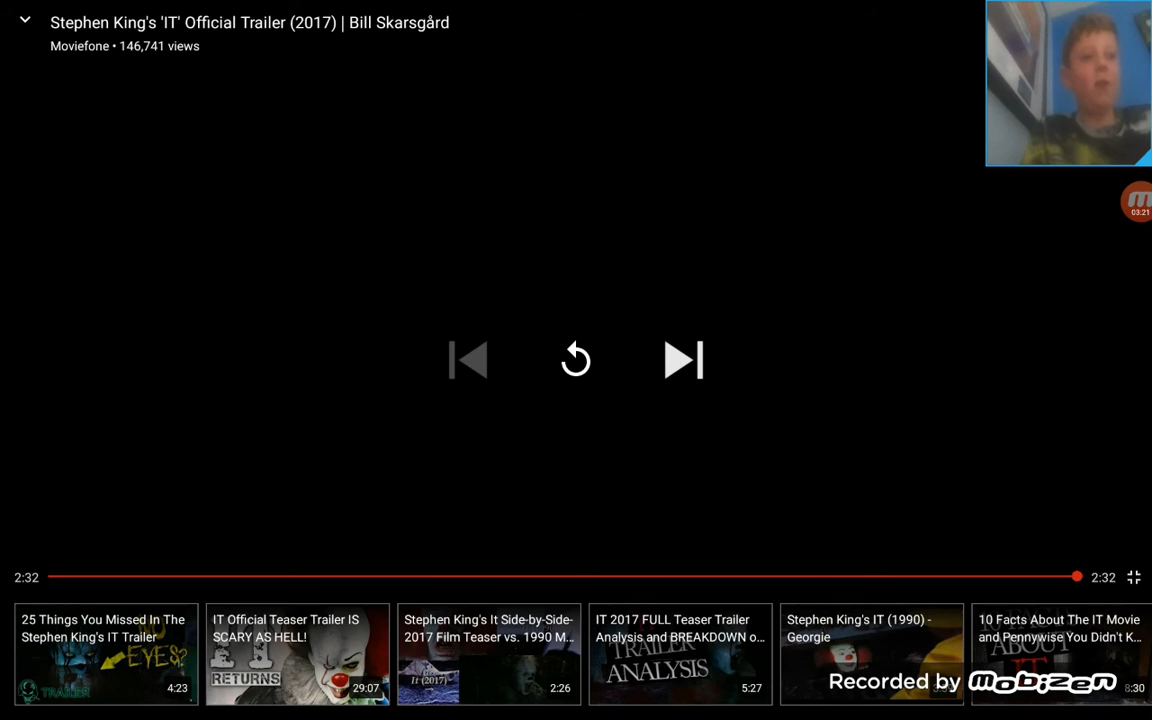 Stephen King's 'IT' Official Trailer (2017) | Bill Skarsgård
Moviefone • 146,741 views
03:21
2:32
2:32
25 Things You Missed In The
Stephen King's IT Trailer
NO
EYES?
TRAILER
4:23
IT Official Teaser Trailer IS
SCARY AS HELL!
IT
RETURNS
29:07
Stephen King's It Side-by-Side-
2017 Film Teaser vs. 1990 M...
It (2017)
2:26
IT 2017 FULL Teaser Trailer
Analysis and BREAKDOWN o...
TRAILER
ANALYSIS
5:27
Stephen King's IT (1990) -
Georgie
10 Facts About The IT Movie
and Pennywise You Didn't K...
ABOUT
IT
8:30
Recorded by mobizen